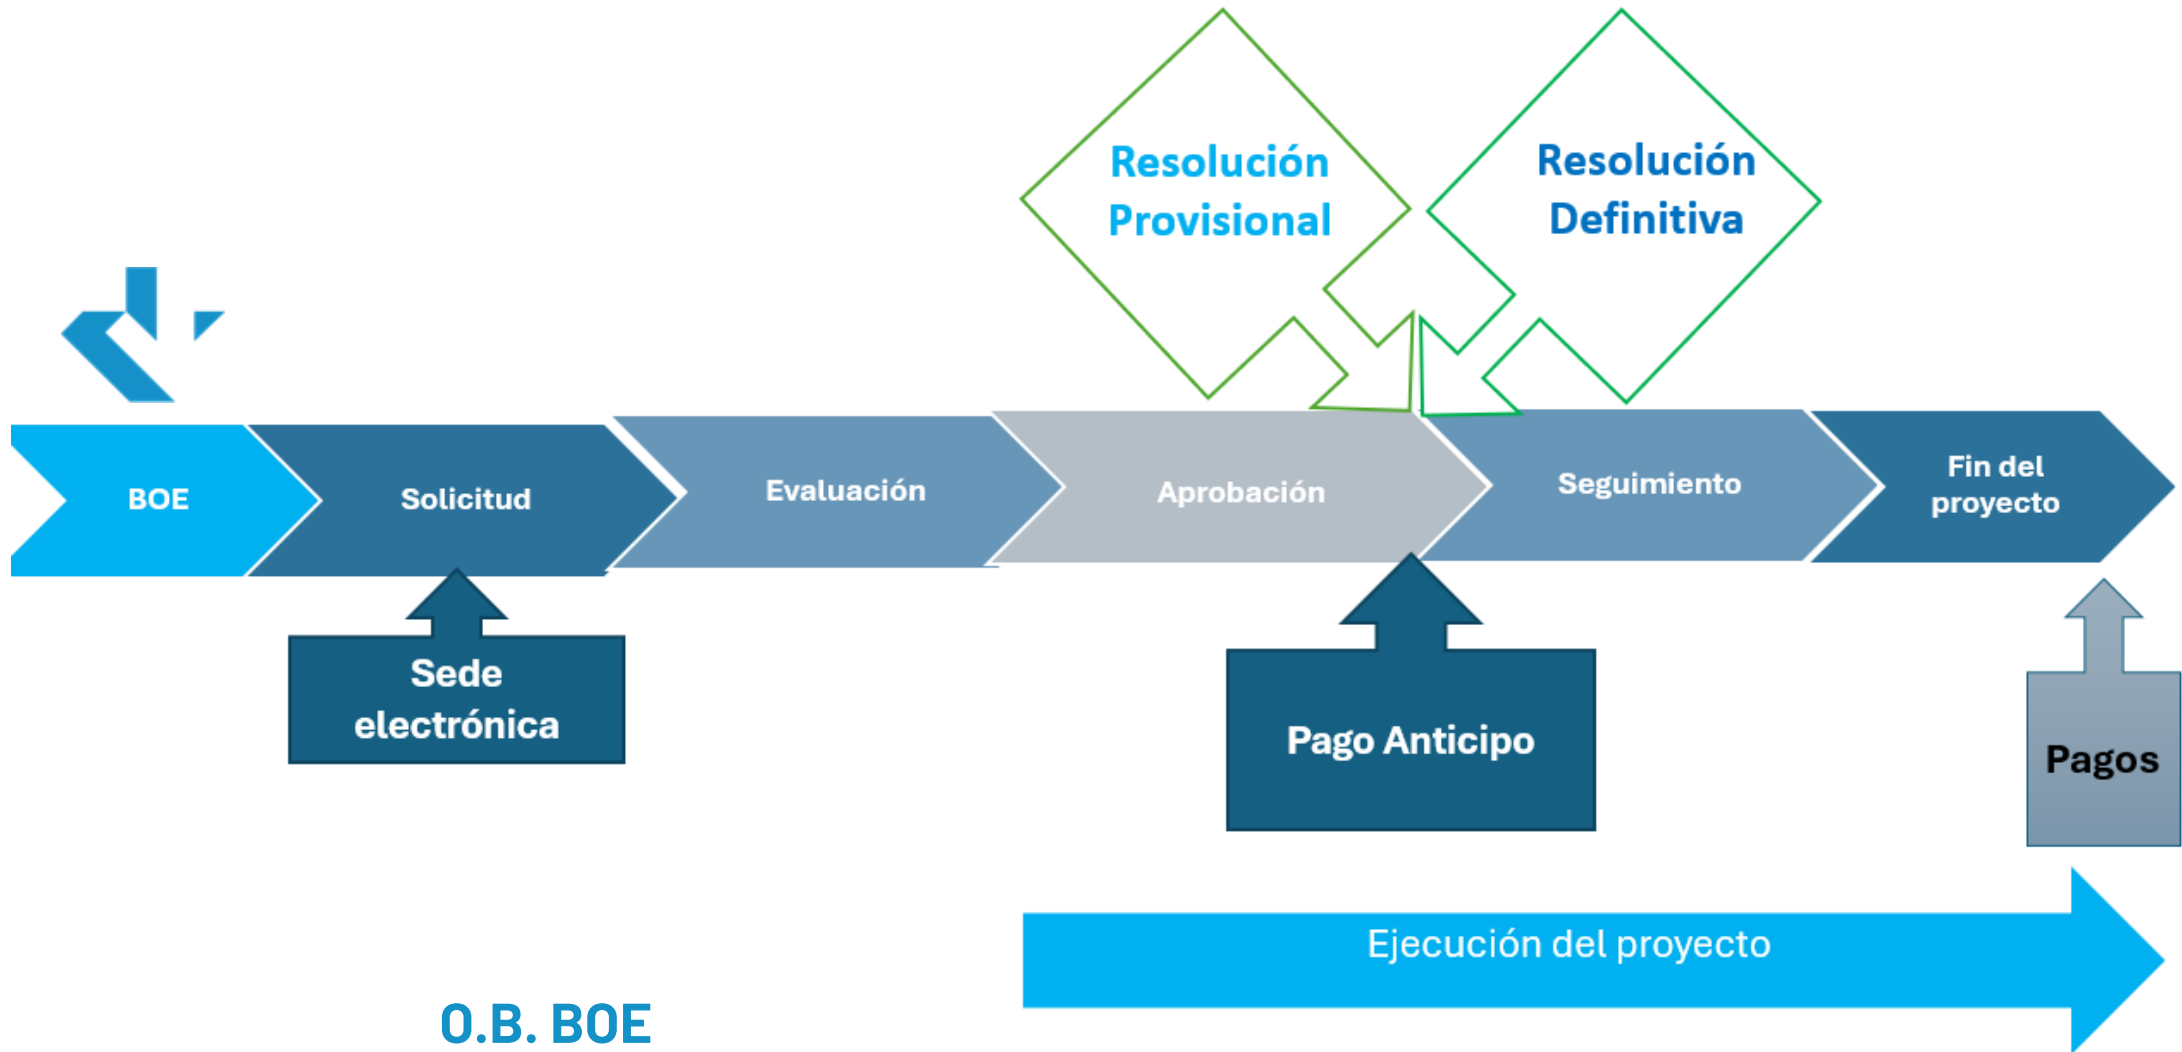 Resolución
Provisional
Resolución
Definitiva
BOE
Solicitud
Evaluación
Aprobación
Seguimiento
Fin del
proyecto
Sede
electrónica
Pago Anticipo
Pagos
Ejecución del proyecto
O.B. BOE